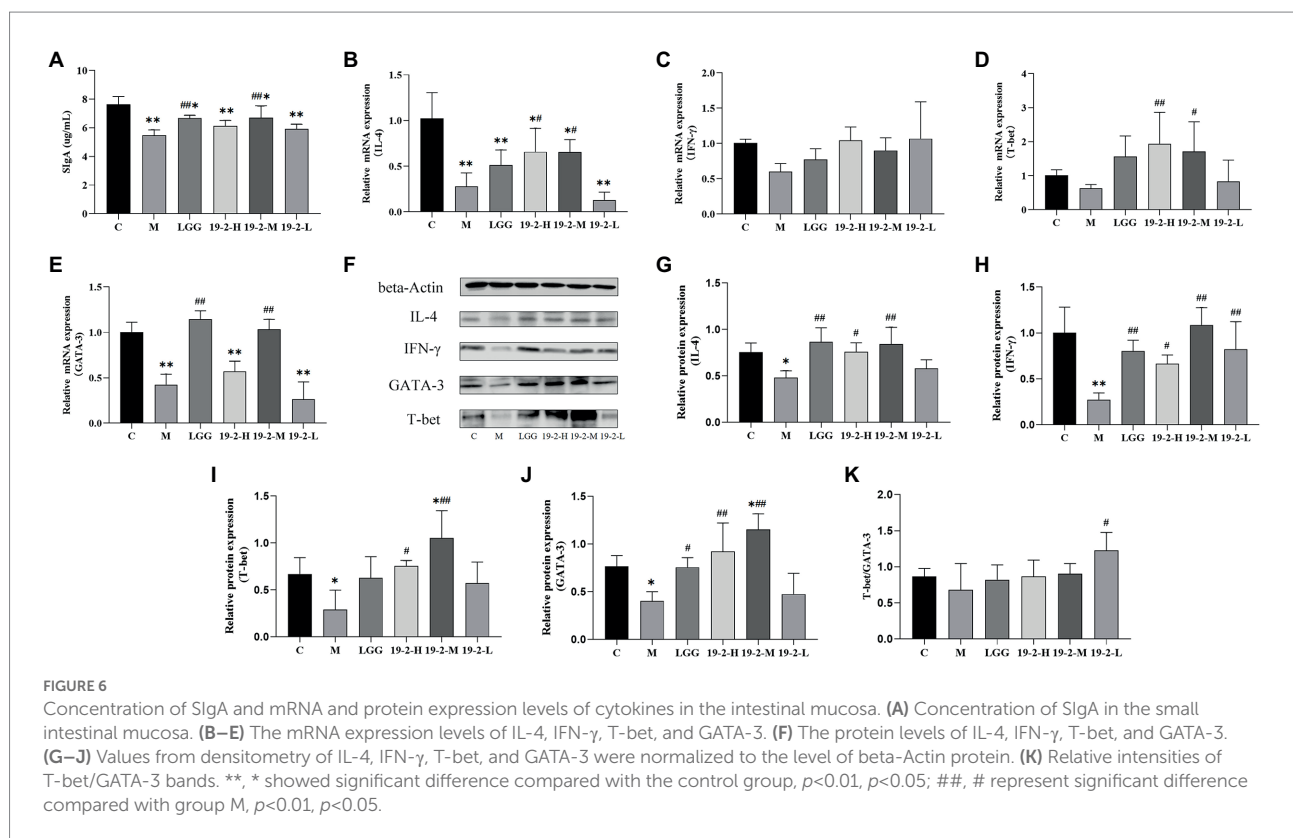 A
SIgA (ug/mL)
10
8
6
4
2
0
**
##*
**
##*
**
C M LGG 19-2-H 19-2-M 19-2-L
B
Relative mRNA expression
(IL-4)
1.5
1.0
0.5
0.0
**
**
*#
*#
**
C M LGG 19-2-H 19-2-M 19-2-L
C
Relative mRNA expression
(IFN-γ)
2.0
1.5
1.0
0.5
0.0
C M LGG 19-2-H 19-2-M 19-2-L
D
Relative mRNA expression
(T-bet)
4
3
2
1
0
##
#
C M LGG 19-2-H 19-2-M 19-2-L
E
Relative mRNA expression
(GATA-3)
1.5
1.0
0.5
0.0
**
##
**
##
**
C M LGG 19-2-H 19-2-M 19-2-L
F
beta-Actin
IL-4
IFN-γ
GATA-3
T-bet
C M LGG 19-2-H 19-2-M 19-2-L
G
Relative protein expression
(IL-4)
1.5
1.0
0.5
0.0
*
##
#
##
C M LGG 19-2-H 19-2-M 19-2-L
H
Relative protein expression
(IFN-γ)
1.5
1.0
0.5
0.0
**
##
#
##
##
C M LGG 19-2-H 19-2-M 19-2-L
I
Relative protein expression
(T-bet)
1.5
1.0
0.5
0.0
*
#
*##
C M LGG 19-2-H 19-2-M 19-2-L
J
Relative protein expression
(GATA-3)
1.5
1.0
0.5
0.0
*
#
##
*##
C M LGG 19-2-H 19-2-M 19-2-L
K
T-bet/GATA-3
2.0
1.5
1.0
0.5
0.0
#
C M LGG 19-2-H 19-2-M 19-2-L
FIGURE 6
Concentration of SIgA and mRNA and protein expression levels of cytokines in the intestinal mucosa. (A) Concentration of SIgA in the small
intestinal mucosa. (B–E) The mRNA expression levels of IL-4, IFN-γ, T-bet, and GATA-3. (F) The protein levels of IL-4, IFN-γ, T-bet, and GATA-3.
(G–J) Values from densitometry of IL-4, IFN-γ, T-bet, and GATA-3 were normalized to the level of beta-Actin protein. (K) Relative intensities of
T-bet/GATA-3 bands. **, * showed significant difference compared with the control group, p<0.01, p<0.05; ##, # represent significant difference
compared with group M, p<0.01, p<0.05.